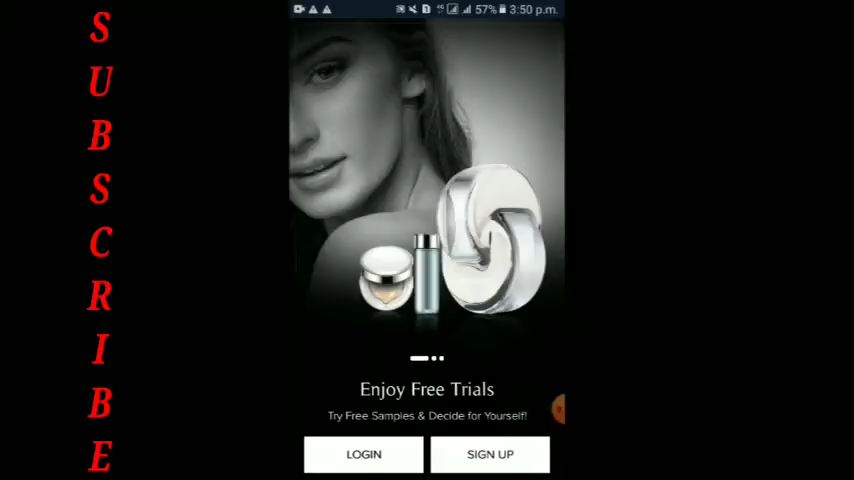 SUBSCRIBE
57% 3:50 p.m.
Enjoy Free Trials
Try Free Samples & Decide for Yourself!
LOGIN
SIGN UP